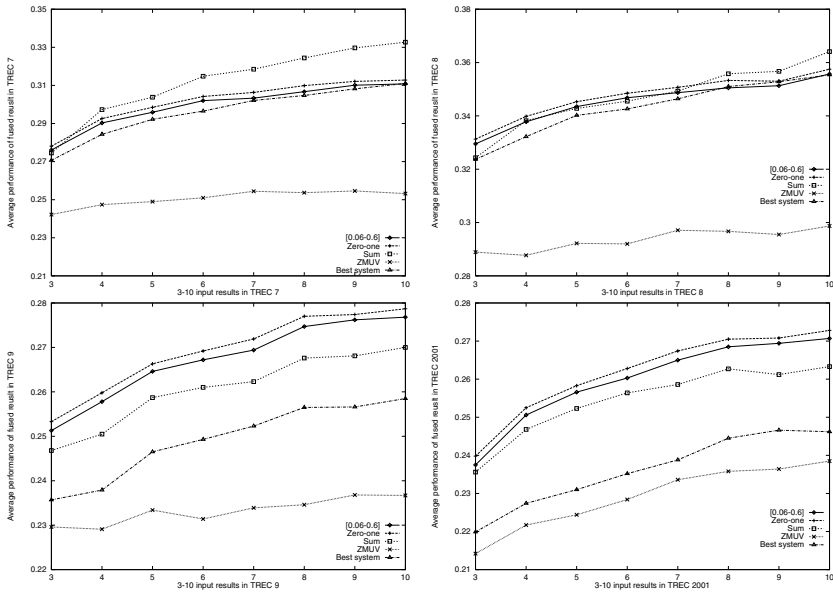 Average performance of fused reuslt in TREC 7
0.35
0.33
0.31
0.29
0.27
0.25
0.23
0.21
3 4 5 6 7 8 9 10
3-10 input results in TREC 7
[0.06-0.6]
Zero-one
Sum
ZMUV
Best system
Average performance of fused reuslt in TREC 8
0.38
0.36
0.34
0.32
0.3
0.28
3 4 5 6 7 8 9 10
3-10 input results in TREC 8
[0.06-0.6]
Zero-one
Sum
ZMUV
Best system
Average performance of fused reuslt in TREC 9
0.28
0.27
0.26
0.25
0.24
0.23
0.22
3 4 5 6 7 8 9 10
3-10 input results in TREC 9
[0.06-0.6]
Zero-one
Sum
ZMUV
Best system
Average performance of fused reuslt in TREC 2001
0.28
0.27
0.26
0.25
0.24
0.23
0.22
0.21
3 4 5 6 7 8 9 10
3-10 input results in TREC 2001
[0.06-0.6]
Zero-one
Sum
ZMUV
Best system